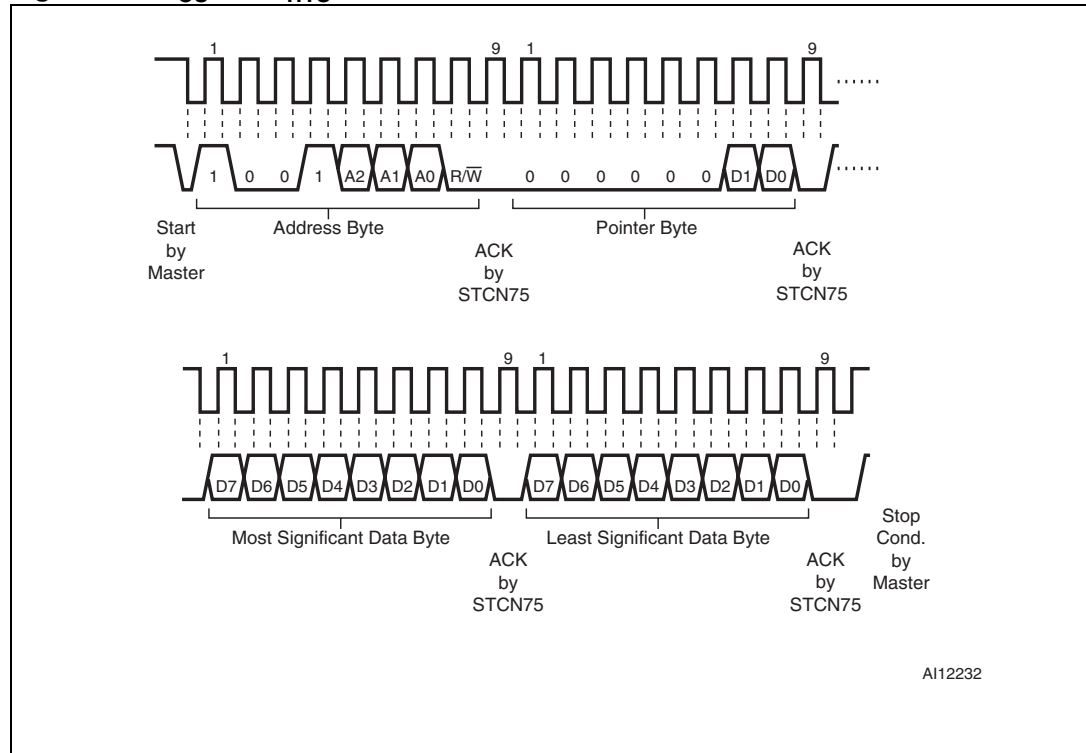 1 9 1 9
1 0 0 1 A2 A1 A0 R/W̅ 0 0 0 0 0 0 D1 D0
Address Byte Pointer Byte
Start
by
Master
ACK
by
STCN75
ACK
by
STCN75
1 9 1 9
D7 D6 D5 D4 D3 D2 D1 D0 D7 D6 D5 D4 D3 D2 D1 D0
Most Significant Data Byte Least Significant Data Byte
ACK
by
STCN75
ACK
by
STCN75
Stop
Cond.
by
Master
AI12232